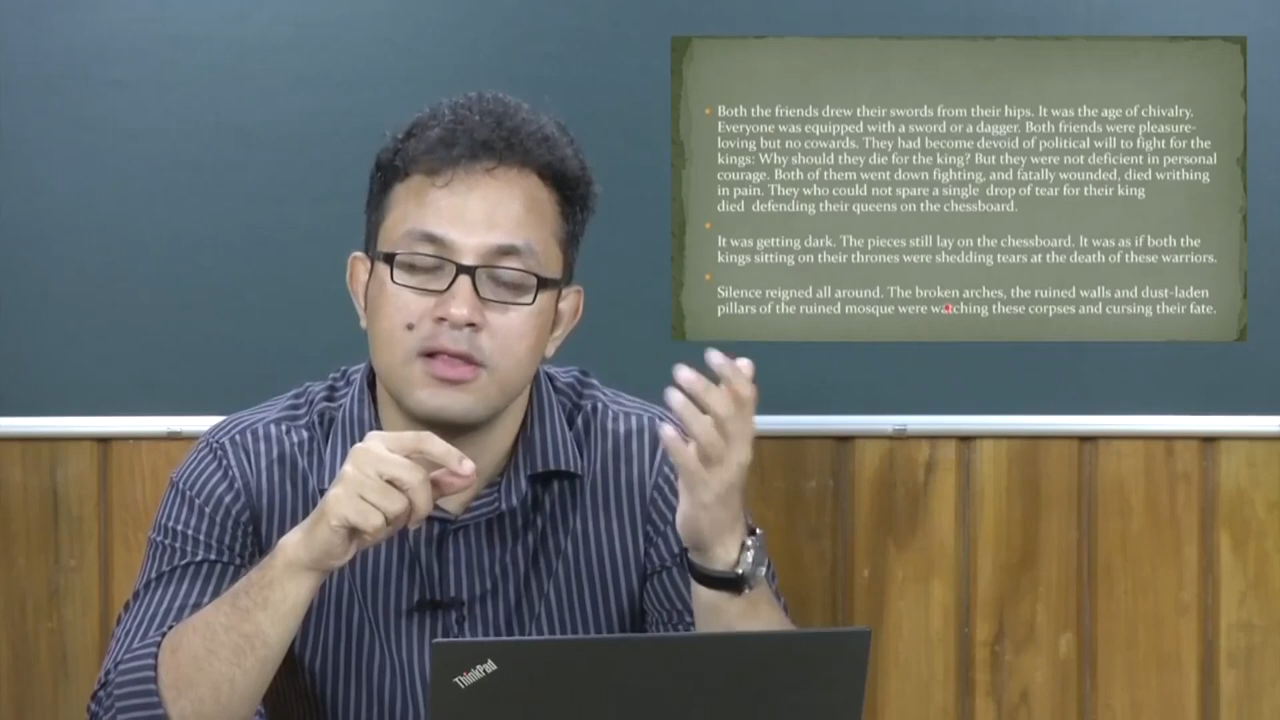 Both the friends drew their swords from their hips. It was the age of chivalry.
Everyone was equipped with a sword or a dagger. Both friends were pleasure-
loving but no cowards. They had become devoid of political will to fight for the
kings: Why should they die for the king? But they were not deficient in personal
courage. Both of them went down fighting, and fatally wounded, died writhing
in pain. They who could not spare a single drop of tear for their king
died defending their queens on the chessboard.
It was getting dark. The pieces still lay on the chessboard. It was as if both the
kings sitting on their thrones were shedding tears at the death of these warriors.
Silence reigned all around. The broken arches, the ruined walls and dust-laden
pillars of the ruined mosque were watching these corpses and cursing their fate.
ThinkPad